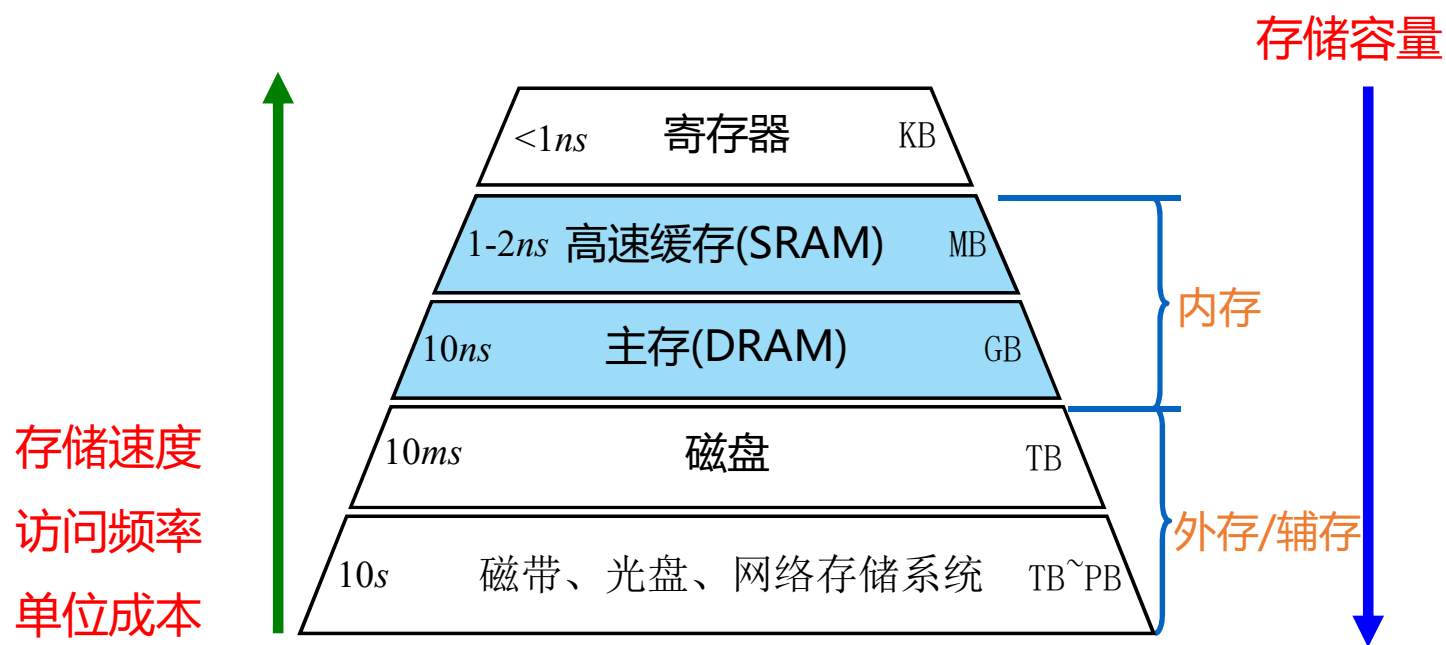 存储容量
<1ns 寄存器 KB
1-2ns 高速缓存(SRAM) MB
内存
10ns 主存(DRAM) GB
存储速度
10ms 磁盘 TB
访问频率
外存/辅存
10s 磁带、光盘、网络存储系统 TB~PB
单位成本